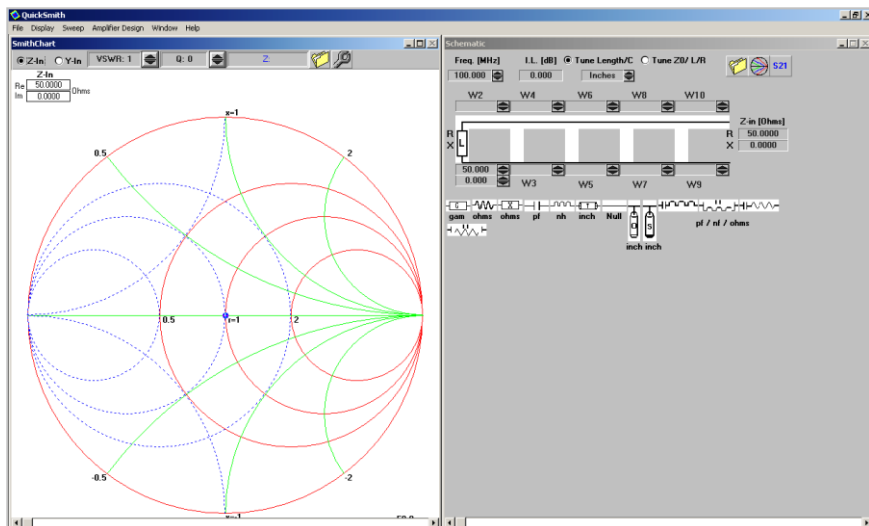 QuickSmith
File Display Sweep Amplifier Design Window Help
SmithChart
Z-In Y-In VSWR: 1 Q: 0 Z:
Z-In
Re 50.0000 Ohms
Im 0.0000
x=1
0.5
2
0.5
r=1
2
-0.5
-2
x=-1
Schematic
Freq. [MHz] I.L. [dB] Tune Length/C Tune Z0/ L/R
100.000 0.000 Inches
S21
W2 W4 W6 W8 W10
Z-in [Ohms]
R 50.0000
X 0.0000
R
X
L
50.000
0.000
W3 W5 W7 W9
G X T
gam ohms ohms pf nh inch Null
O S
pf / nf / ohms
inch inch